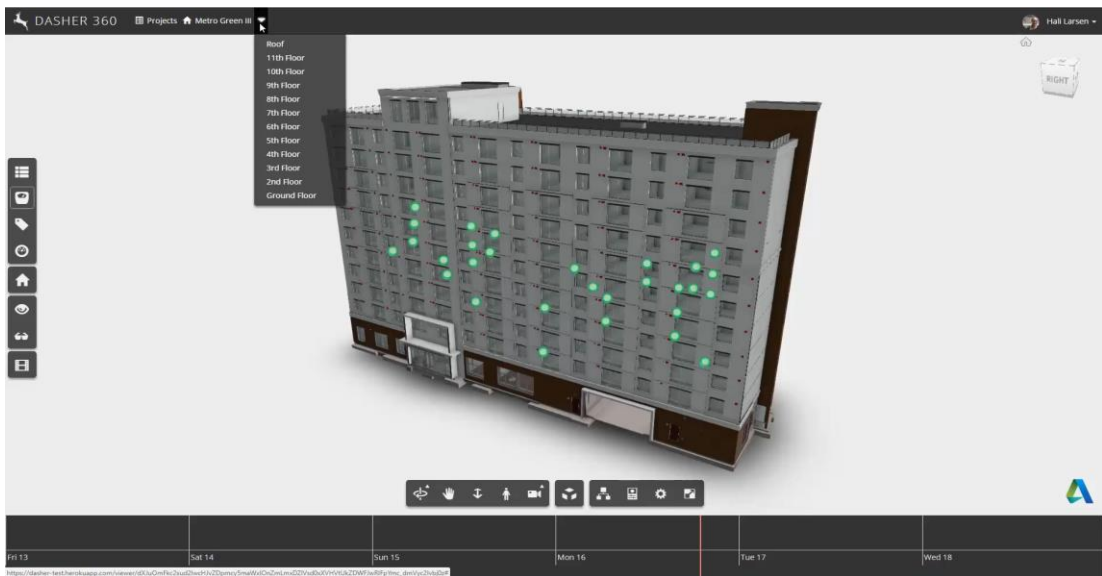 DASHER 360
Projects
Metro Green III
Hali Larsen
Roof
11th Floor
10th Floor
9th Floor
8th Floor
7th Floor
6th Floor
5th Floor
4th Floor
3rd Floor
2nd Floor
Ground Floor
RIGHT
Fri 13
Sat 14
Sun 15
Mon 16
Tue 17
Wed 18